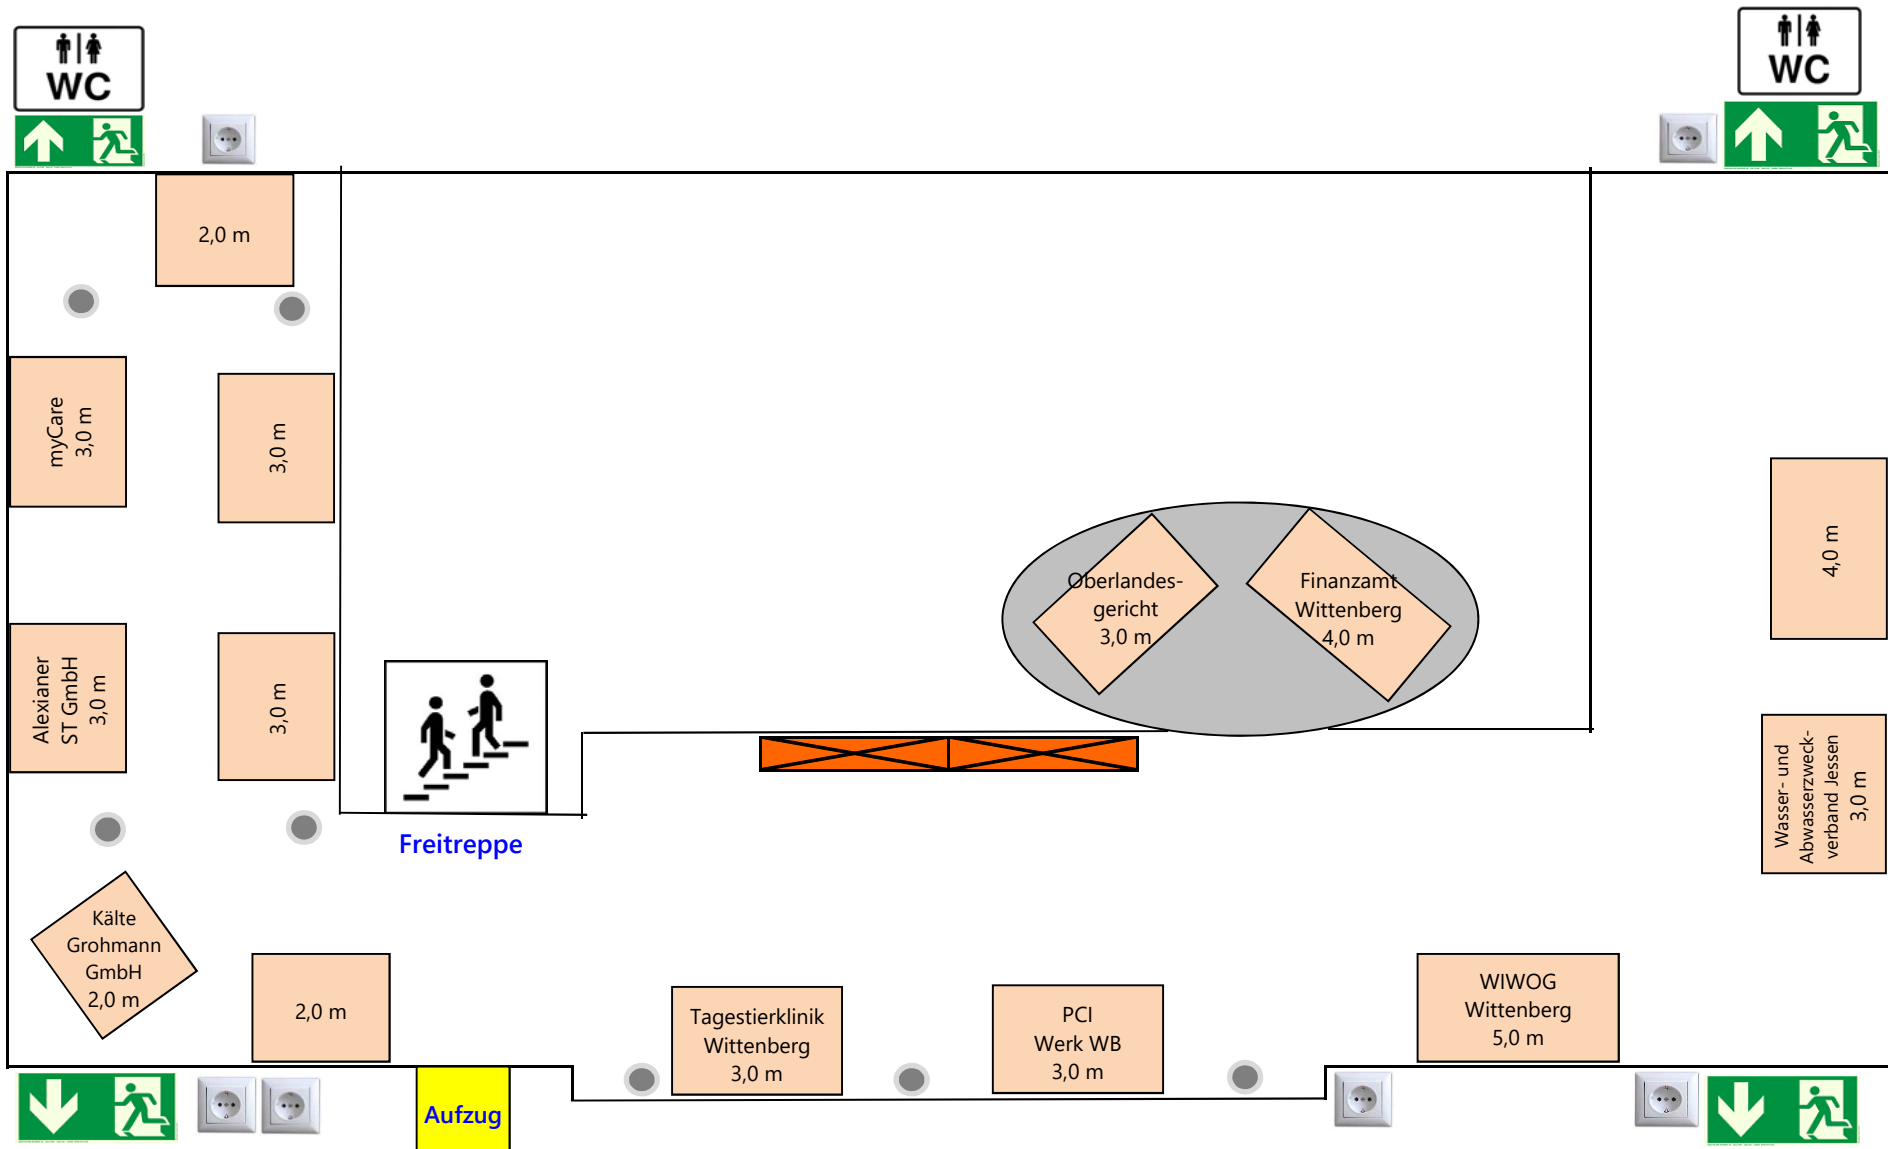 WC
WC
2,0 m
myCare
3,0 m
3,0 m
Oberlandes-
gericht
3,0 m
Finanzamt
Wittenberg
4,0 m
4,0 m
Alexianer
ST GmbH
3,0 m
3,0 m
Wasser- und
Abwasserzweck-
verband Jessen
3,0 m
Freitreppe
Kälte
Grohmann
GmbH
2,0 m
2,0 m
Tagestierklinik
Wittenberg
3,0 m
PCI
Werk WB
3,0 m
WIWOG
Wittenberg
5,0 m
Aufzug